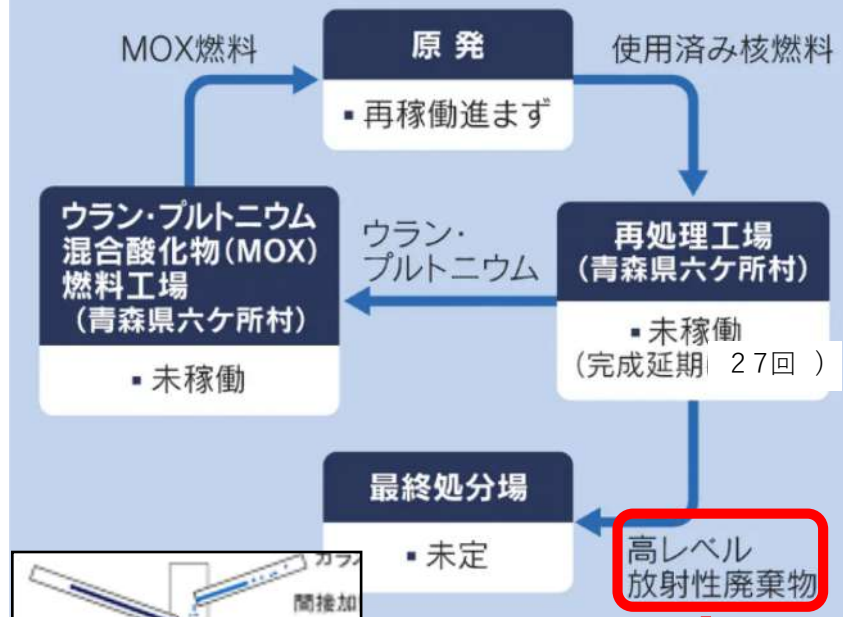 MOX燃料
原発
使用済み核燃料
▪再稼働進まず
ウラン・プルトニウム
混合酸化物(MOX)
燃料工場
(青森県六ケ所村)
▪未稼働
ウラン・
プルトニウム
再処理工場
(青森県六ケ所村)
▪未稼働
(完成延期 27回 )
最終処分場
▪未定
高レベル
放射性廃棄物
間接加